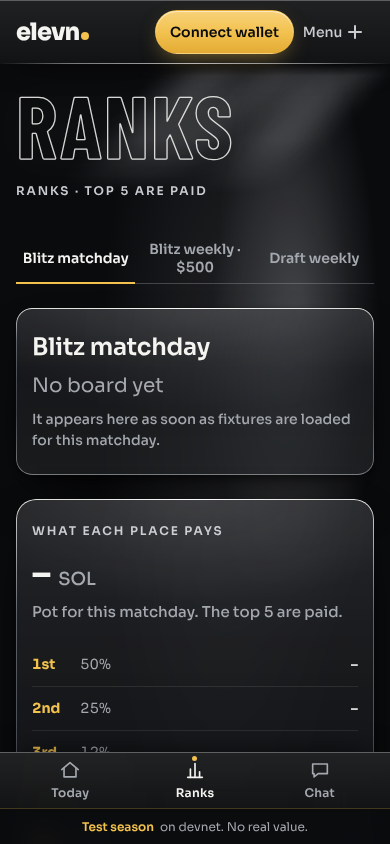 elevn.
Connect wallet
Menu
RANKS
RANKS · TOP 5 ARE PAID
Blitz matchday
Blitz weekly ·
$500
Draft weekly
Blitz matchday
No board yet
It appears here as soon as fixtures are loaded
for this matchday.
WHAT EACH PLACE PAYS
– SOL
Pot for this matchday. The top 5 are paid.
1st 50% –
2nd 25% –
3rd 12%
Today
Ranks
Chat
Test season on devnet. No real value.